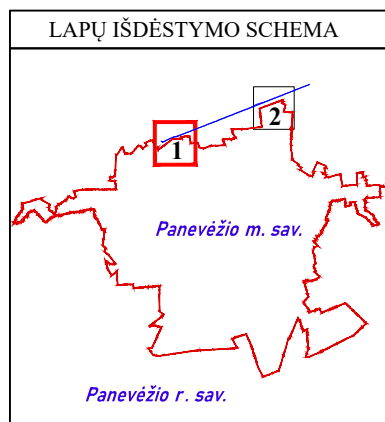 LAPŲ IŠDĖSTYMO SCHEMA
2
1
Panevėžio m. sav.
Panevėžio r. sav.